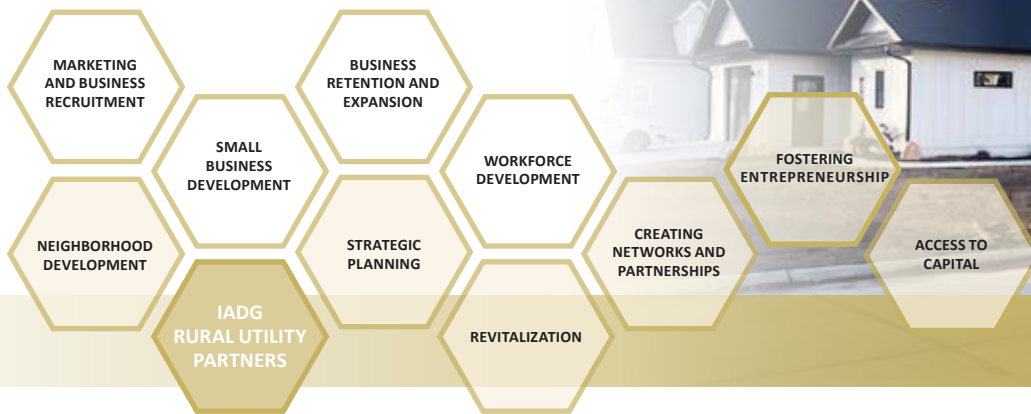 MARKETING
AND BUSINESS
RECRUITMENT
BUSINESS
RETENTION AND
EXPANSION
SMALL
BUSINESS
DEVELOPMENT
WORKFORCE
DEVELOPMENT
FOSTERING
ENTREPRENEURSHIP
NEIGHBORHOOD
DEVELOPMENT
STRATEGIC
PLANNING
CREATING
NETWORKS AND
PARTNERSHIPS
ACCESS TO
CAPITAL
IADG
RURAL UTILITY
PARTNERS
REVITALIZATION